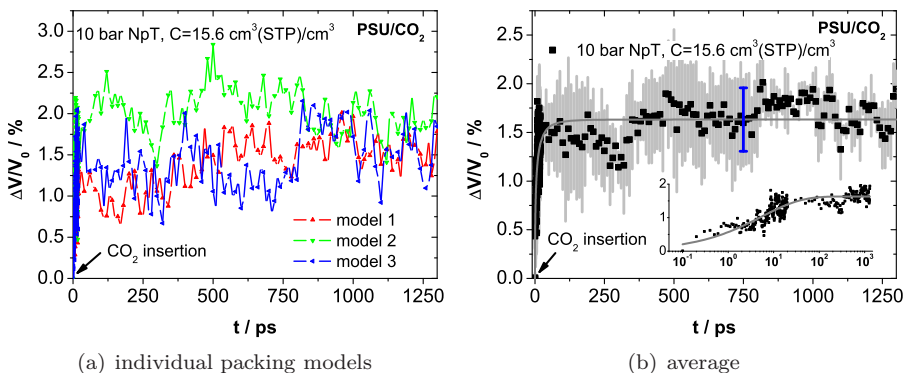 PSU/CO₂
10 bar NpT, C=15.6 cm³(STP)/cm³
3.0
2.5
2.0
1.5
1.0
0.5
0.0
ΔV/V₀ / %
model 1
model 2
model 3
CO₂ insertion
0 250 500 750 1000 1250
t / ps
(a) individual packing models
PSU/CO₂
10 bar NpT, C=15.6 cm³(STP)/cm³
3.0
2.5
2.0
1.5
1.0
0.5
0.0
ΔV/V₀ / %
2
1
0
10⁻¹ 10⁰ 10¹ 10² 10³
CO₂ insertion
0 250 500 750 1000 1250
t / ps
(b) average